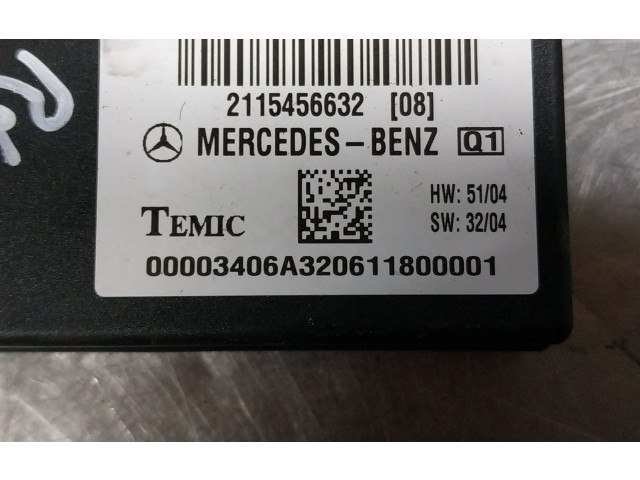 2115456632 [08]
MERCEDES-BENZ Q1
HW: 51/04
TEMIC
SW: 32/04
00003406A320611800001